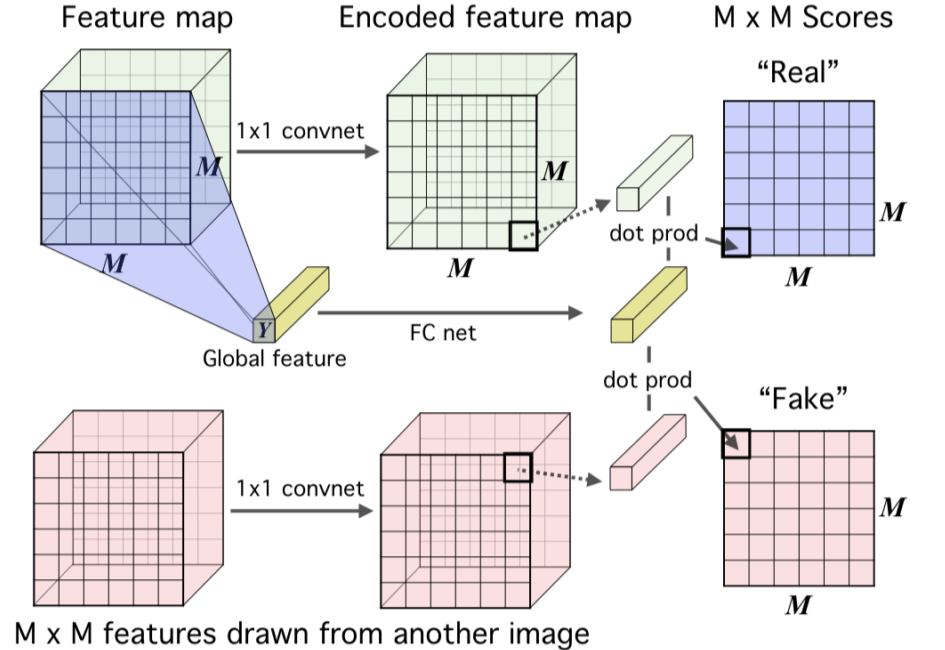 Feature map
Encoded feature map
M x M Scores
“Real”
1x1 convnet
M
M
M
dot prod
M
M
M
Y
FC net
Global feature
dot prod
“Fake”
1x1 convnet
M
M
M x M features drawn from another image